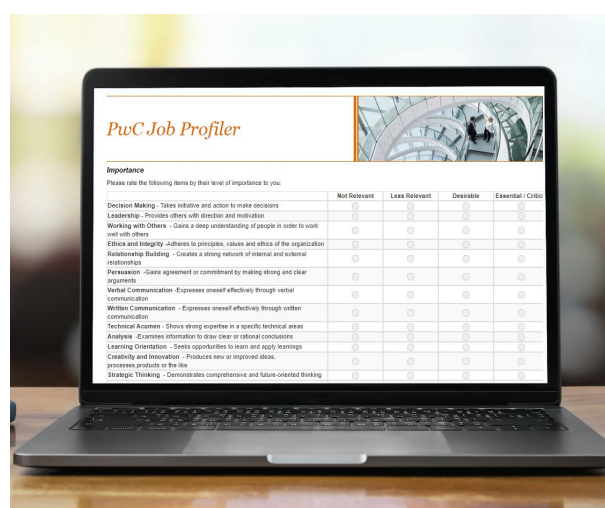 PwC Job Profiler
Importance
Please rate the following items by their level of importance to you:
Not Relevant Less Relevant Desirable Essential / Critic
Decision Making - Takes initiative and action to make decisions
Leadership - Provides others with direction and motivation
Working with Others - Gains a deep understanding of people in order to work
well with others
Ethics and Integrity -Adheres to principles, values and ethics of the organization
Relationship Building - Creates a strong network of internal and external
relationships
Persuasion -Gains agreement or commitment by making strong and clear
arguments
Verbal Communication -Expresses oneself effectively through verbal
communication
Written Communication - Expresses oneself effectively through written
communication
Technical Acumen - Shows strong expertise in a specific technical areas
Analysis -Examines information to draw clear or rational conclusions
Learning Orientation - Seeks opportunities to learn and apply learnings
Creativity and Innovation - Produces new or improved ideas,
processes,products or the like
Strategic Thinking - Demonstrates comprehensive and future-oriented thinking